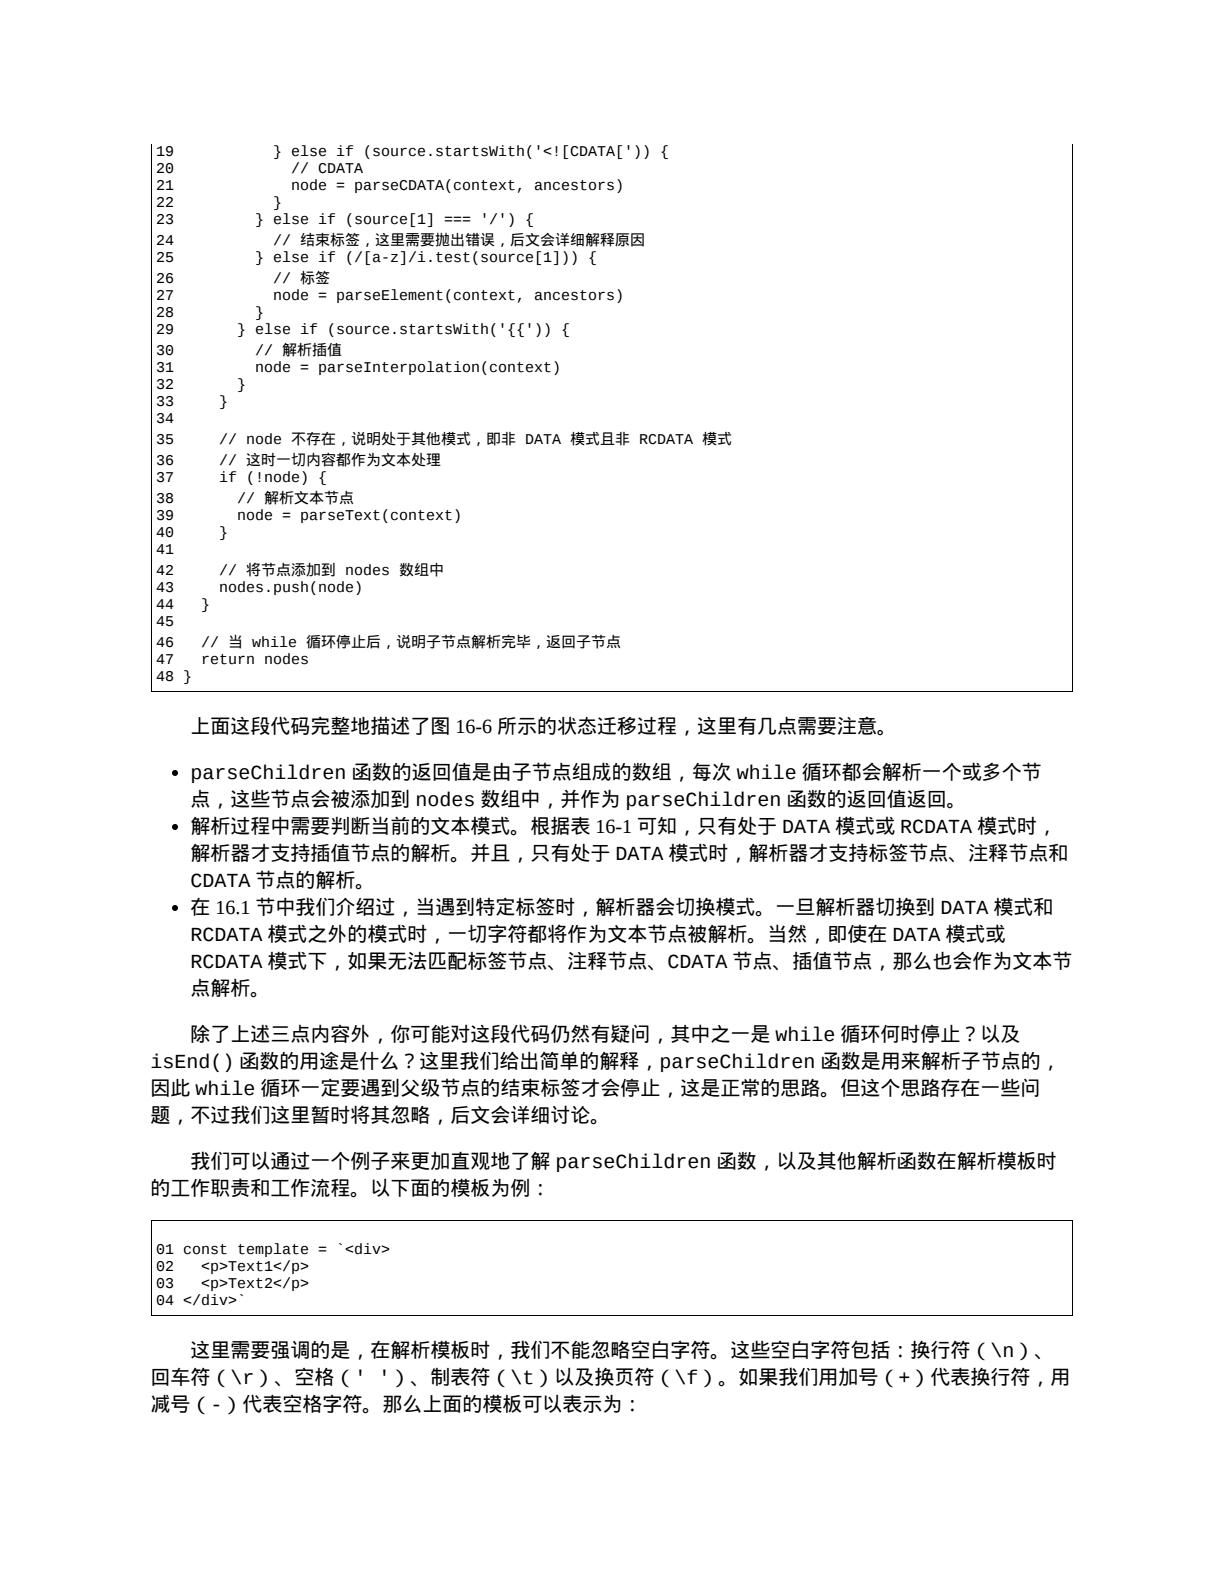 19           } else if (source.startsWith('<![CDATA[')) {
20             // CDATA
21             node = parseCDATA(context, ancestors)
22           }
23         } else if (source[1] === '/') {
24           // 结束标签，这里需要抛出错误，后文会详细解释原因
25         } else if (/[a-z]/i.test(source[1])) {
26           // 标签
27           node = parseElement(context, ancestors)
28         }
29       } else if (source.startsWith('{{')) {
30         // 解析插值
31         node = parseInterpolation(context)
32       }
33     }
34
35     // node 不存在，说明处于其他模式，即非 DATA 模式且非 RCDATA 模式
36     // 这时一切内容都作为文本处理
37     if (!node) {
38       // 解析文本节点
39       node = parseText(context)
40     }
41
42     // 将节点添加到 nodes 数组中
43     nodes.push(node)
44   }
45
46   // 当 while 循环停止后，说明子节点解析完毕，返回子节点
47   return nodes
48 }
上面这段代码完整地描述了图 16-6 所示的状态迁移过程，这里有几点需要注意。
• parseChildren 函数的返回值是由子节点组成的数组，每次 while 循环都会解析一个或多个节
点，这些节点会被添加到 nodes 数组中，并作为 parseChildren 函数的返回值返回。
• 解析过程中需要判断当前的文本模式。根据表 16-1 可知，只有处于 DATA 模式或 RCDATA 模式时，
解析器才支持插值节点的解析。并且，只有处于 DATA 模式时，解析器才支持标签节点、注释节点和
CDATA 节点的解析。
• 在 16.1 节中我们介绍过，当遇到特定标签时，解析器会切换模式。一旦解析器切换到 DATA 模式和
RCDATA 模式之外的模式时，一切字符都将作为文本节点被解析。当然，即使在 DATA 模式或
RCDATA 模式下，如果无法匹配标签节点、注释节点、CDATA 节点、插值节点，那么也会作为文本节
点解析。
除了上述三点内容外，你可能对这段代码仍然有疑问，其中之一是 while 循环何时停止？以及
isEnd() 函数的用途是什么？这里我们给出简单的解释，parseChildren 函数是用来解析子节点的，
因此 while 循环一定要遇到父级节点的结束标签才会停止，这是正常的思路。但这个思路存在一些问
题，不过我们这里暂时将其忽略，后文会详细讨论。
我们可以通过一个例子来更加直观地了解 parseChildren 函数，以及其他解析函数在解析模板时
的工作职责和工作流程。以下面的模板为例：
01 const template = `<div>
02   <p>Text1</p>
03   <p>Text2</p>
04 </div>`
这里需要强调的是，在解析模板时，我们不能忽略空白字符。这些空白字符包括：换行符（\n）、
回车符（\r）、空格（' '）、制表符（\t）以及换页符（\f）。如果我们用加号（+）代表换行符，用
减号（-）代表空格字符。那么上面的模板可以表示为：